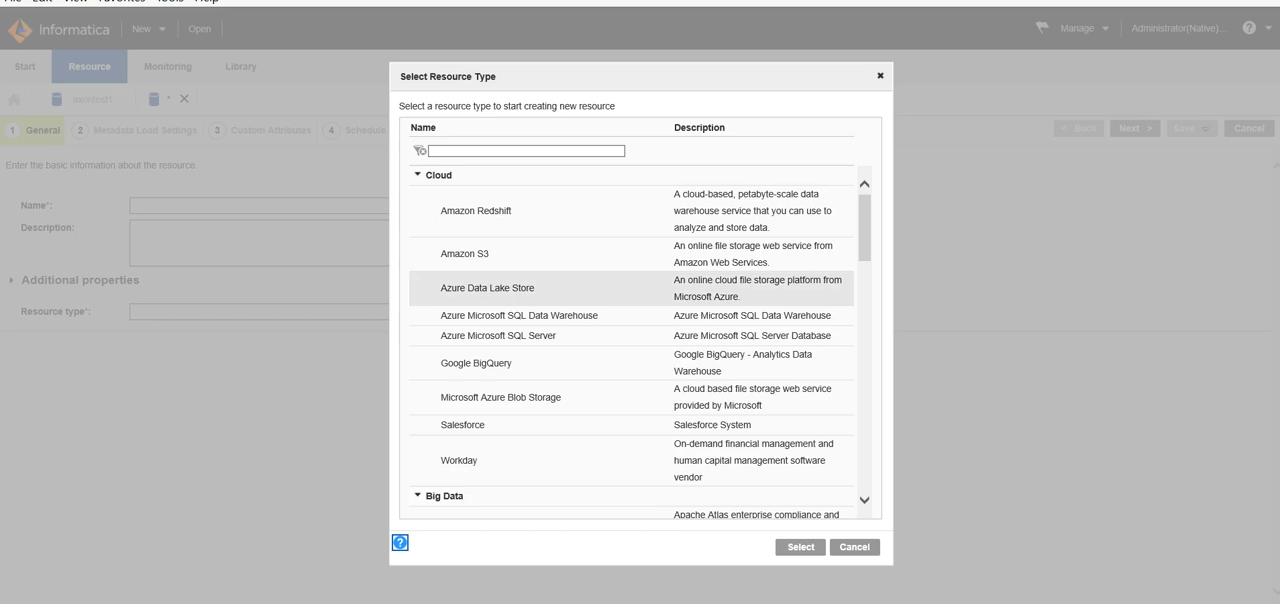 File Edit View Favorites Tools Help
Informatica New Open Manage Administrator(Native)...
Start Resource Monitoring Library
axontest1 *
1 General 2 Metadata Load Settings 3 Custom Attributes 4 Schedule < Back Next > Save Cancel
Enter the basic information about the resource.
Name*:
Description:
Additional properties
Resource type*:
Select Resource Type
Select a resource type to start creating new resource
Name Description
Cloud
Amazon Redshift
A cloud-based, petabyte-scale data
warehouse service that you can use to
analyze and store data.
Amazon S3
An online file storage web service from
Amazon Web Services.
Azure Data Lake Store
An online cloud file storage platform from
Microsoft Azure.
Azure Microsoft SQL Data Warehouse Azure Microsoft SQL Data Warehouse
Azure Microsoft SQL Server Azure Microsoft SQL Server Database
Google BigQuery
Google BigQuery - Analytics Data
Warehouse
Microsoft Azure Blob Storage
A cloud based file storage web service
provided by Microsoft
Salesforce Salesforce System
Workday
On-demand financial management and
human capital management software
vendor
Big Data
Apache Atlas enterprise compliance and
? Select Cancel